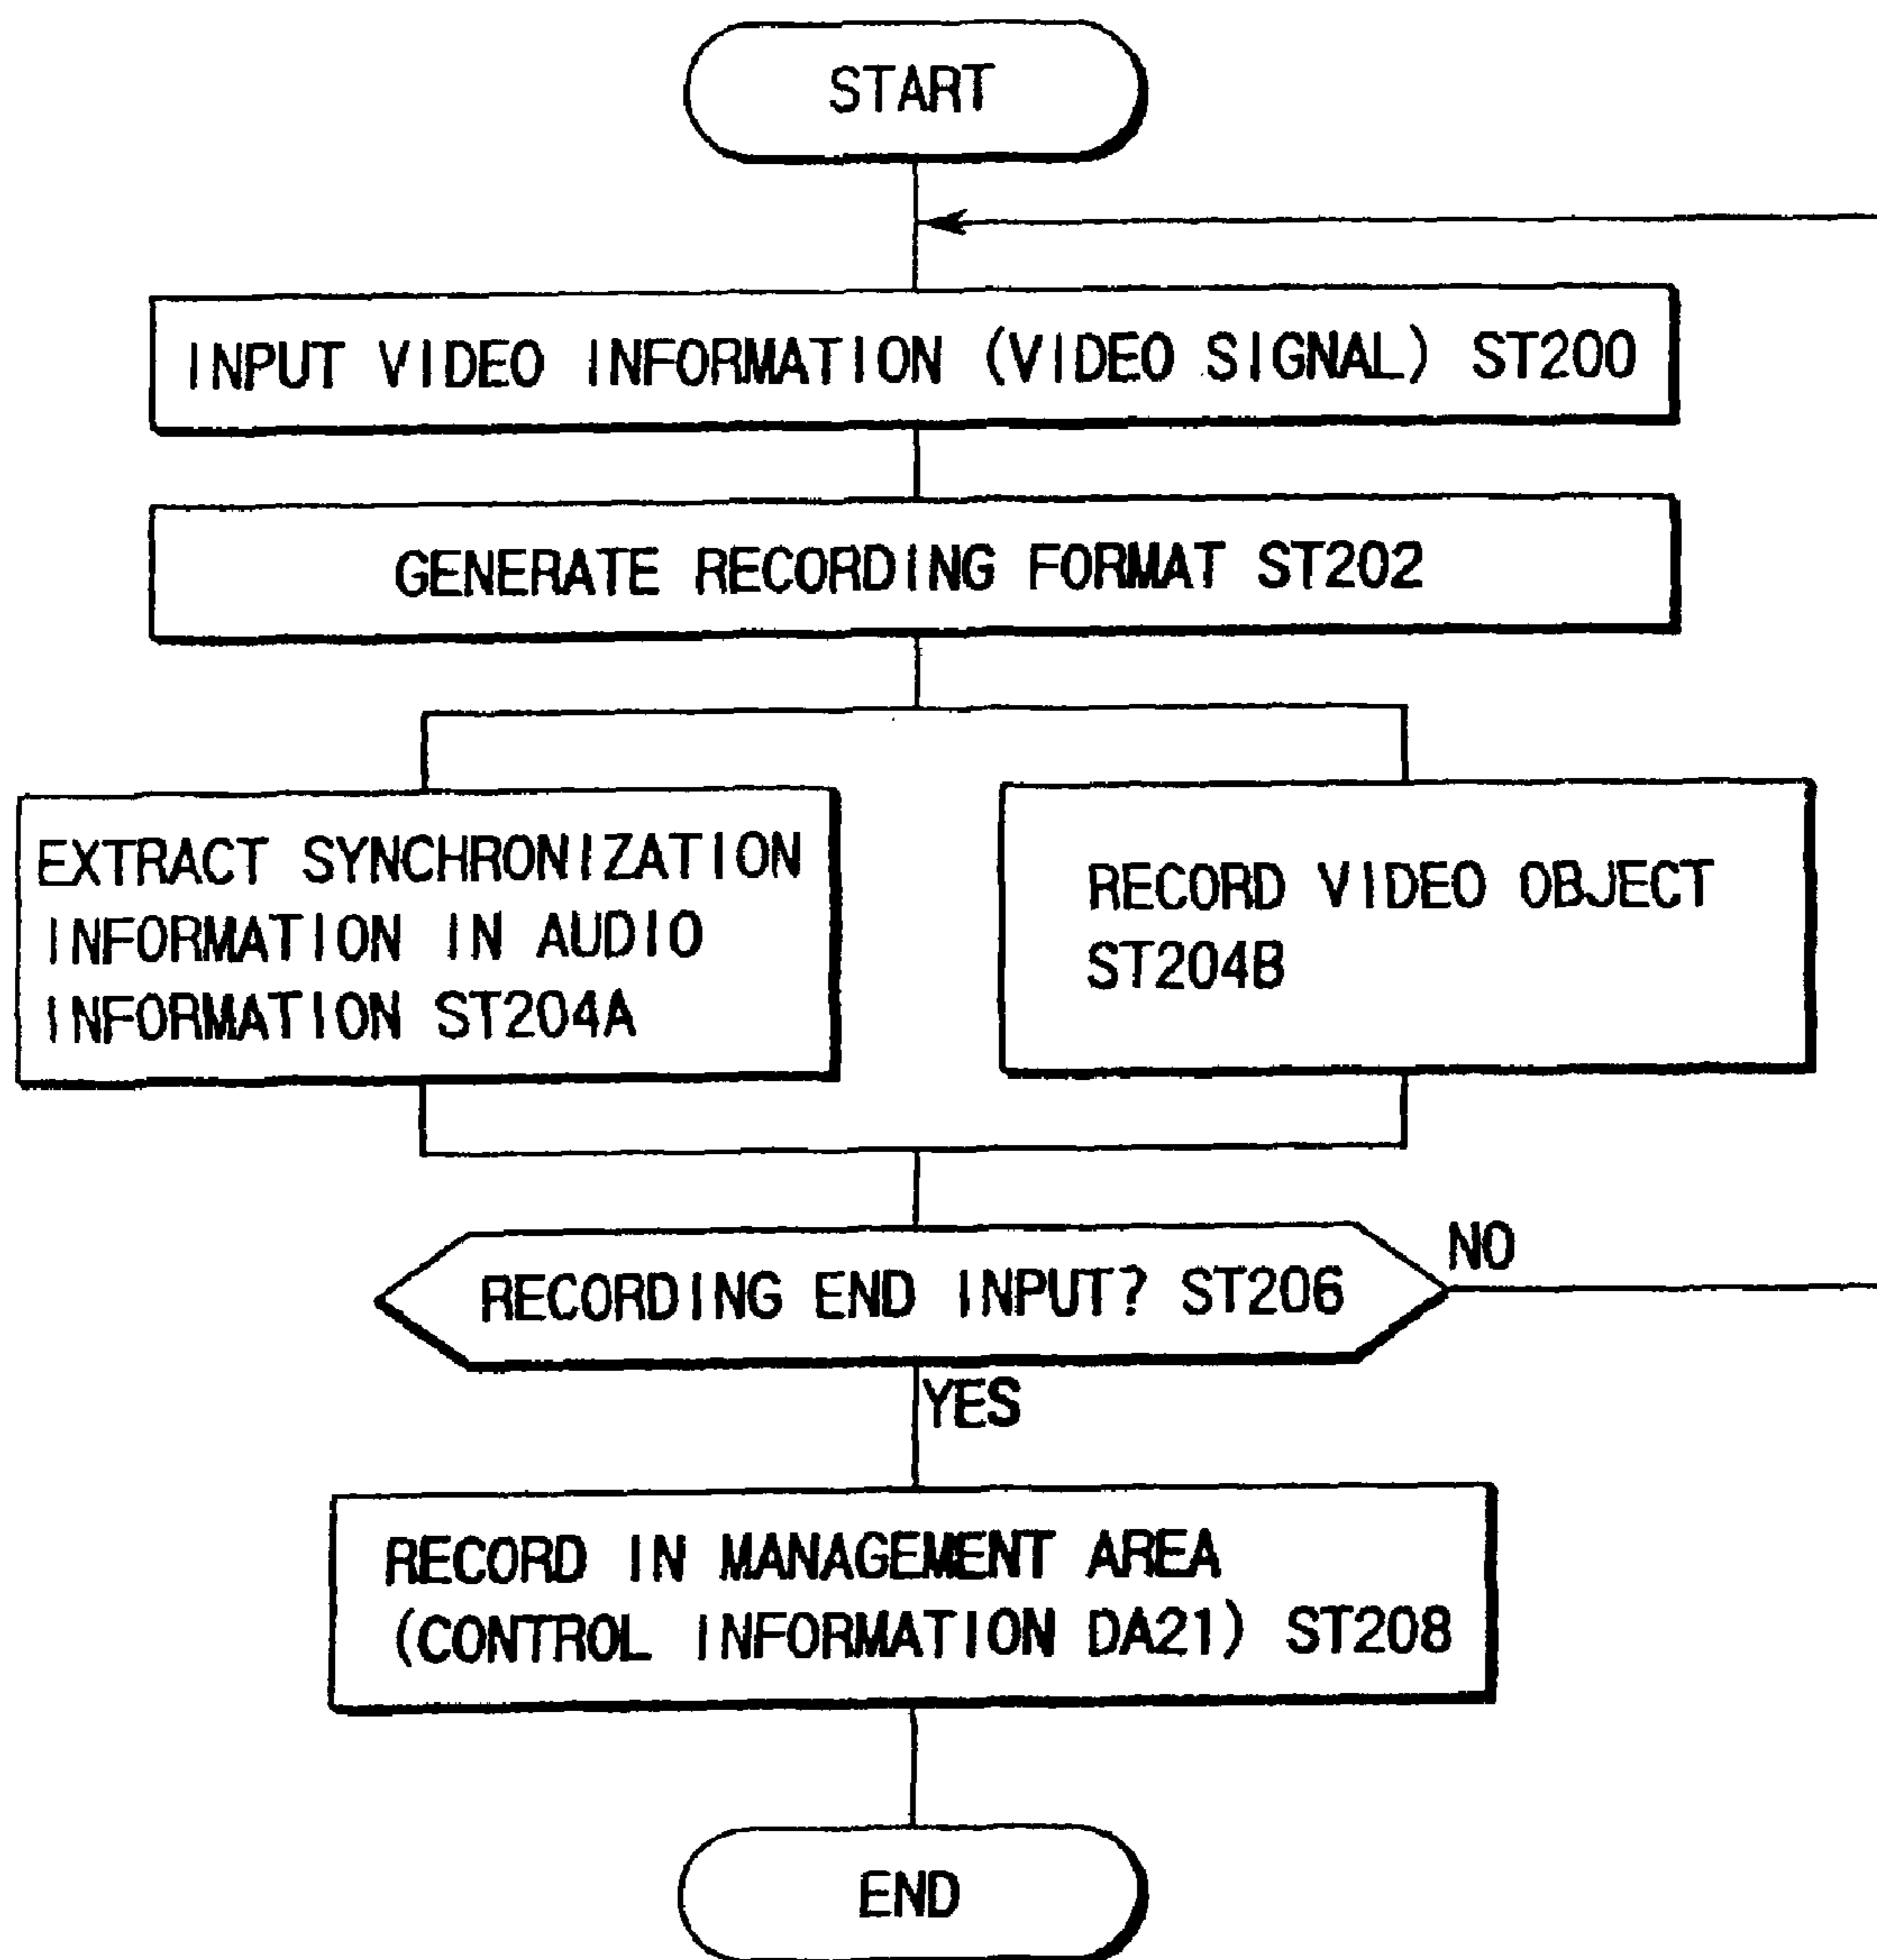 START
INPUT VIDEO INFORMATION (VIDEO SIGNAL) ST200
GENERATE RECORDING FORMAT ST202
EXTRACT SYNCHRONIZATION
INFORMATION IN AUDIO
INFORMATION ST204A
RECORD VIDEO OBJECT
ST204B
RECORDING END INPUT? ST206
NO
YES
RECORD IN MANAGEMENT AREA
(CONTROL INFORMATION DA21) ST208
END